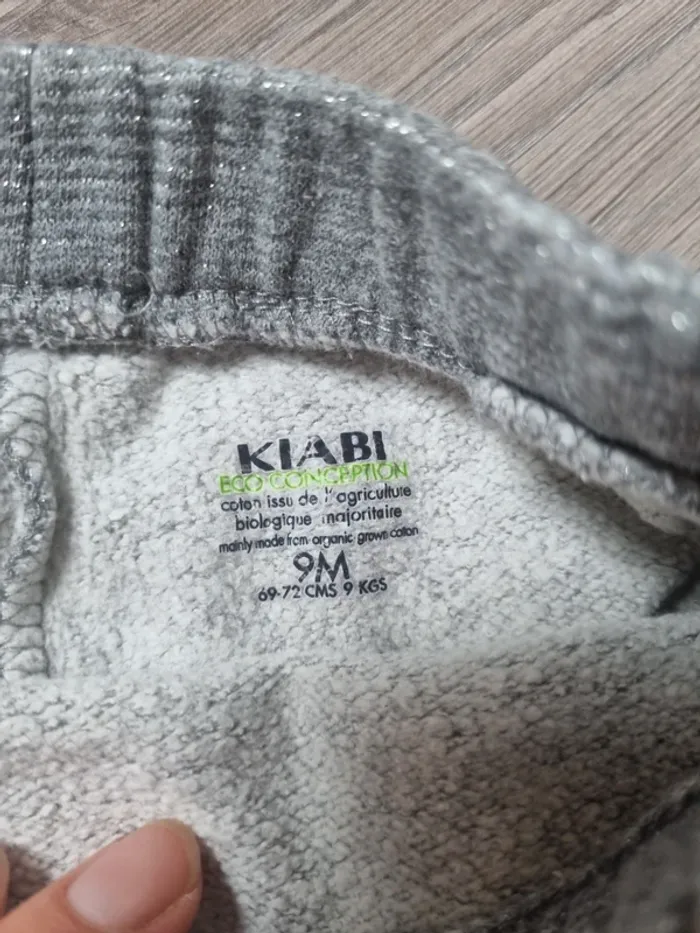 KIABI
ECO CONCEPTION
coton issu de l'agriculture
biologique majoritaire
mainly made from organic grown cotton
9M
69-72 CMS 9 KGS